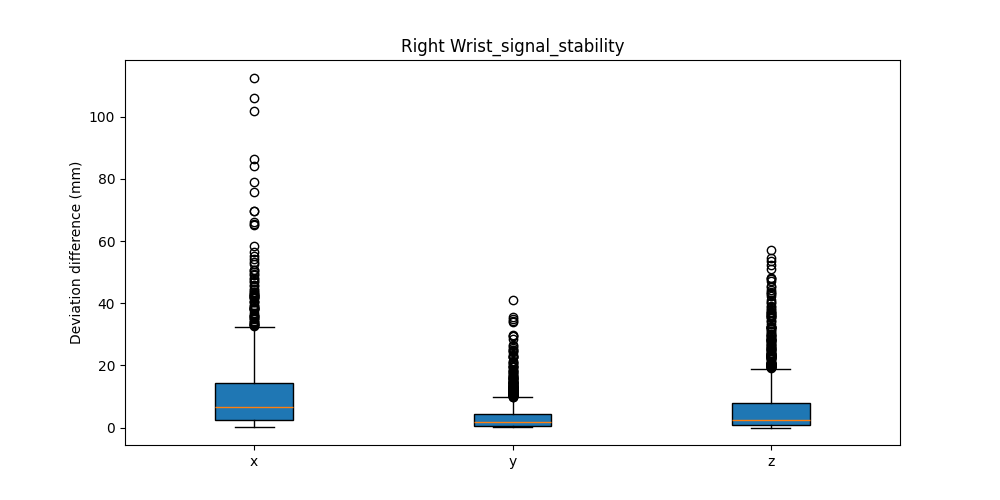 Right Wrist_signal_stability
Deviation difference (mm)
100
80
60
40
20
0
x
y
z